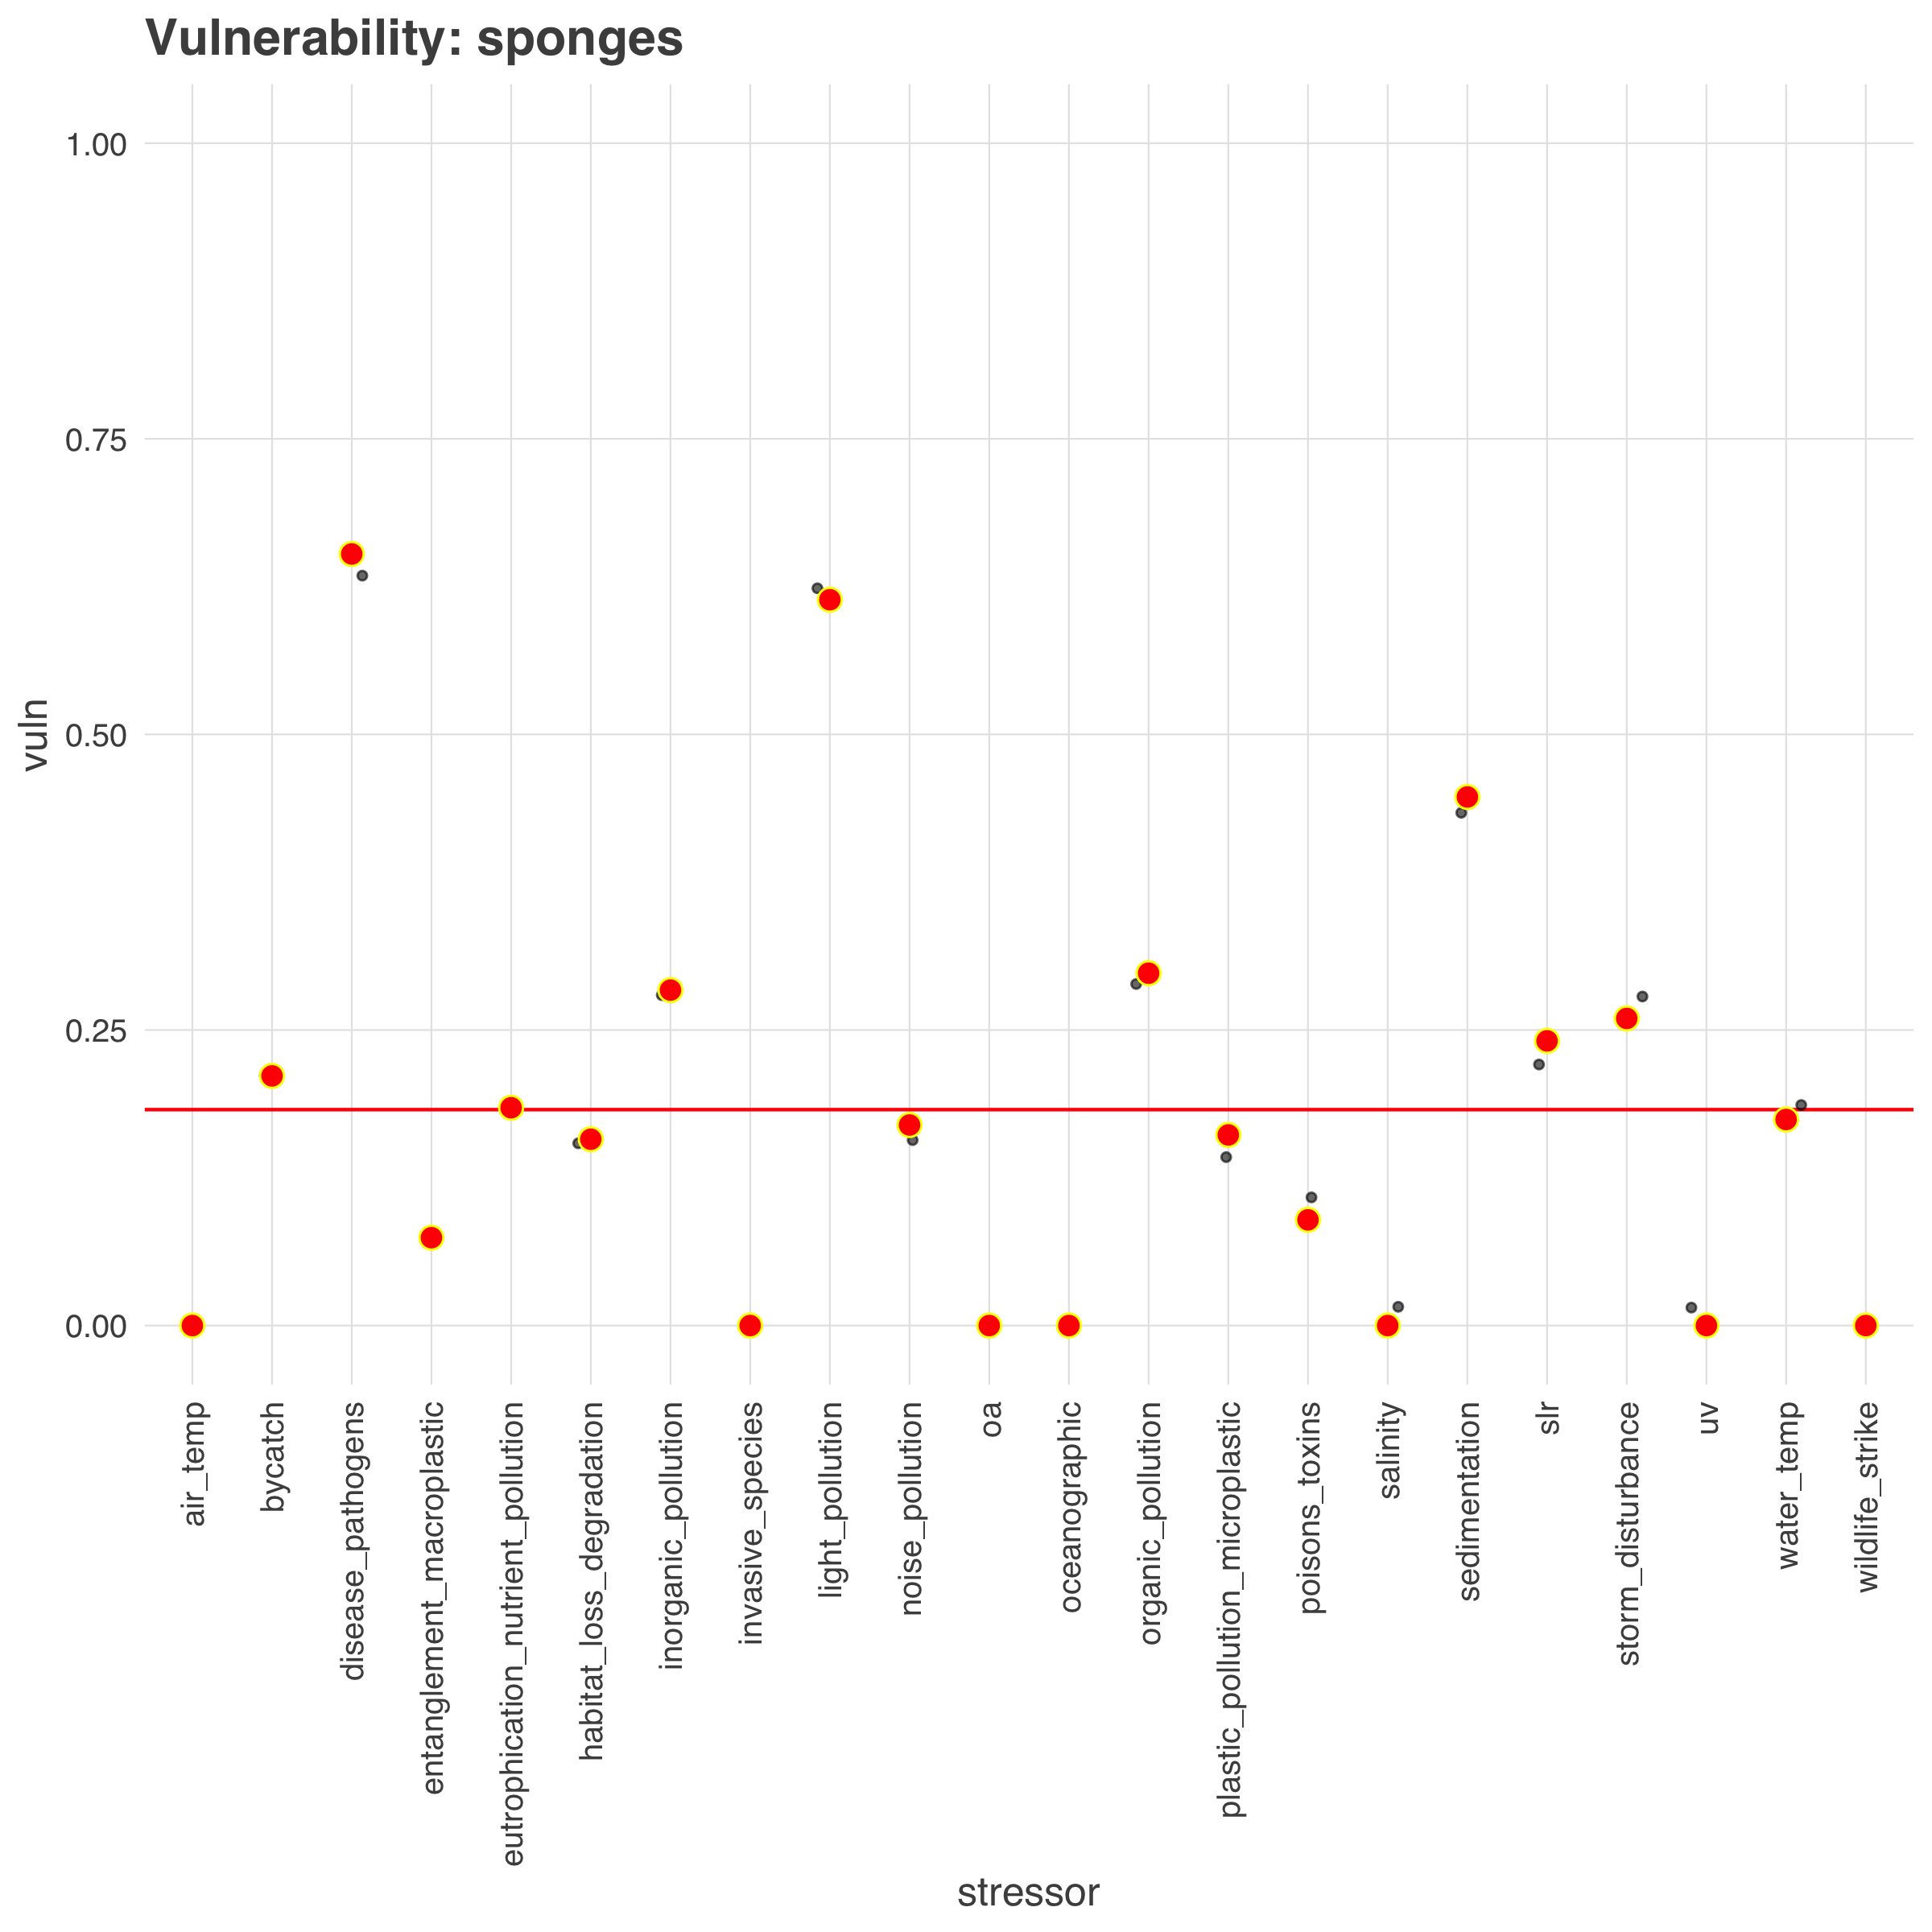 Vulnerability: sponges
vuln
1.00
0.75
0.50
0.25
0.00
air_temp
bycatch
disease_pathogens
entanglement_macroplastic
eutrophication_nutrient_pollution
habitat_loss_degradation
inorganic_pollution
invasive_species
light_pollution
noise_pollution
oa
oceanographic
organic_pollution
plastic_pollution_microplastic
poisons_toxins
salinity
sedimentation
slr
storm_disturbance
uv
water_temp
wildlife_strike
stressor